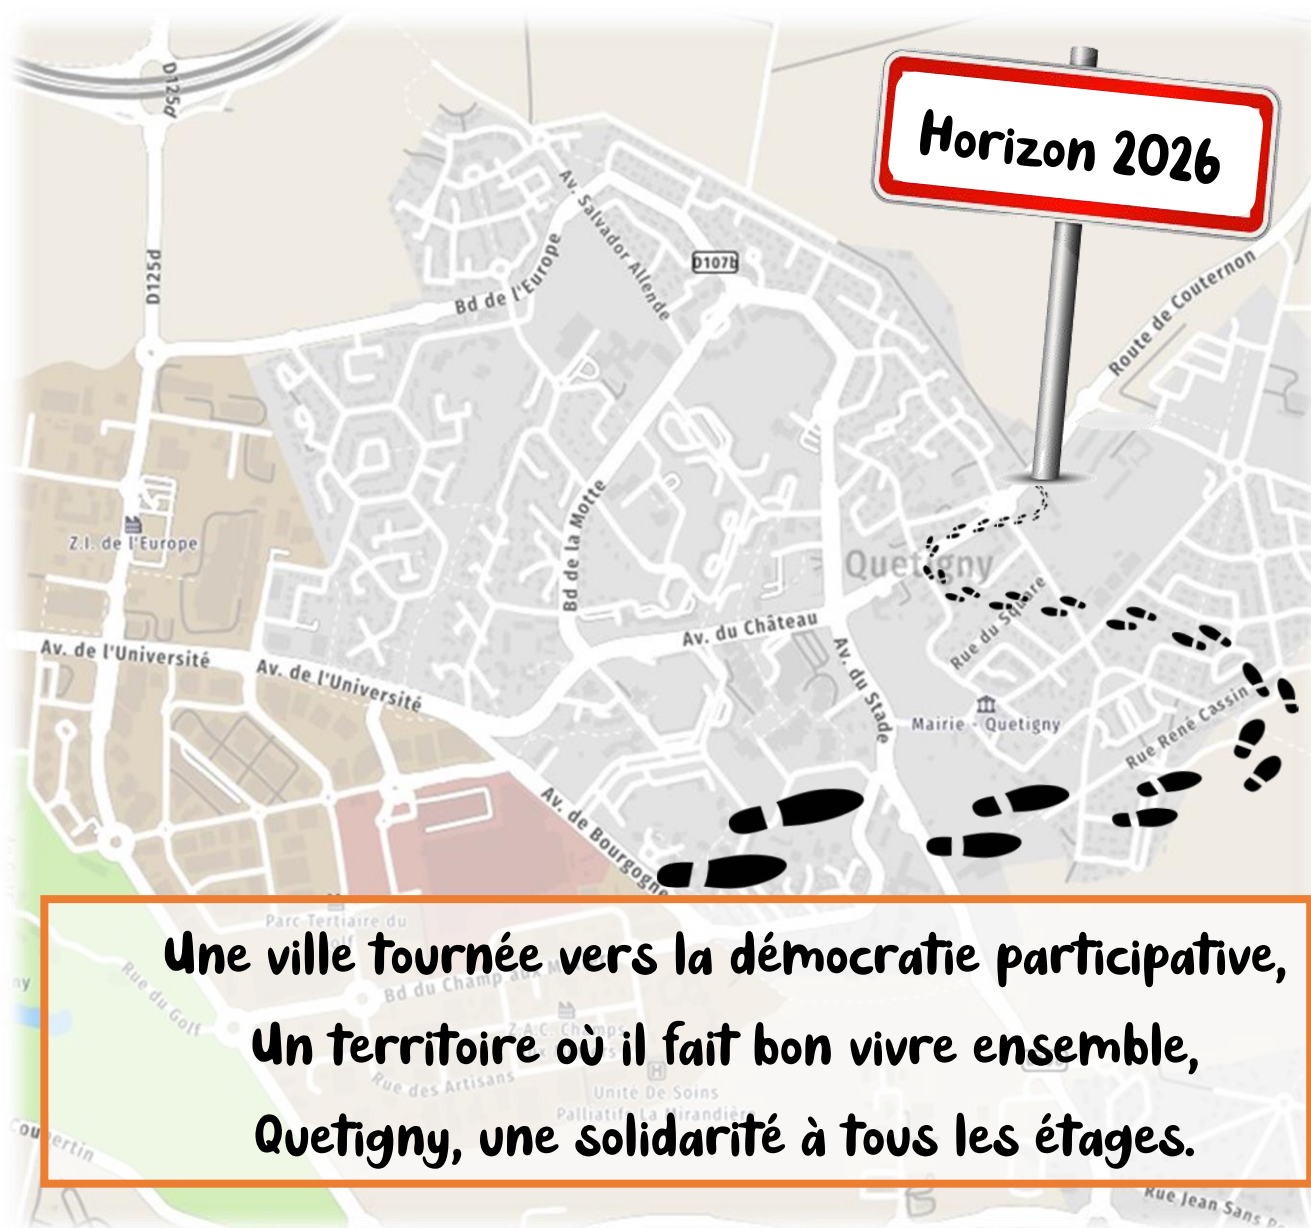 D125d
Horizon 2026
Av. Salvador Allende
Bd de l'Europe
D107b
D125d
Route de Couternon
Bd de la Motte
Z.I. de l'Europe
Quetigny
Rue du Square
Av. du Château
Av. de l'Université
Av. de l'Université
Av. du Stade
Mairie - Quetigny
Rue René Cassin
Av. de Bourgogne
Parc Tertiaire du
Une ville tournée vers la démocratie participative,
Rue du Golf
Bd du Champ aux
Z.A.C. Champs
Un territoire où il fait bon vivre ensemble,
Rue des Artisans
Unité De Soins
Palliatifs La Mirandière
Quetigny, une solidarité à tous les étages.
Rue Jean Sans